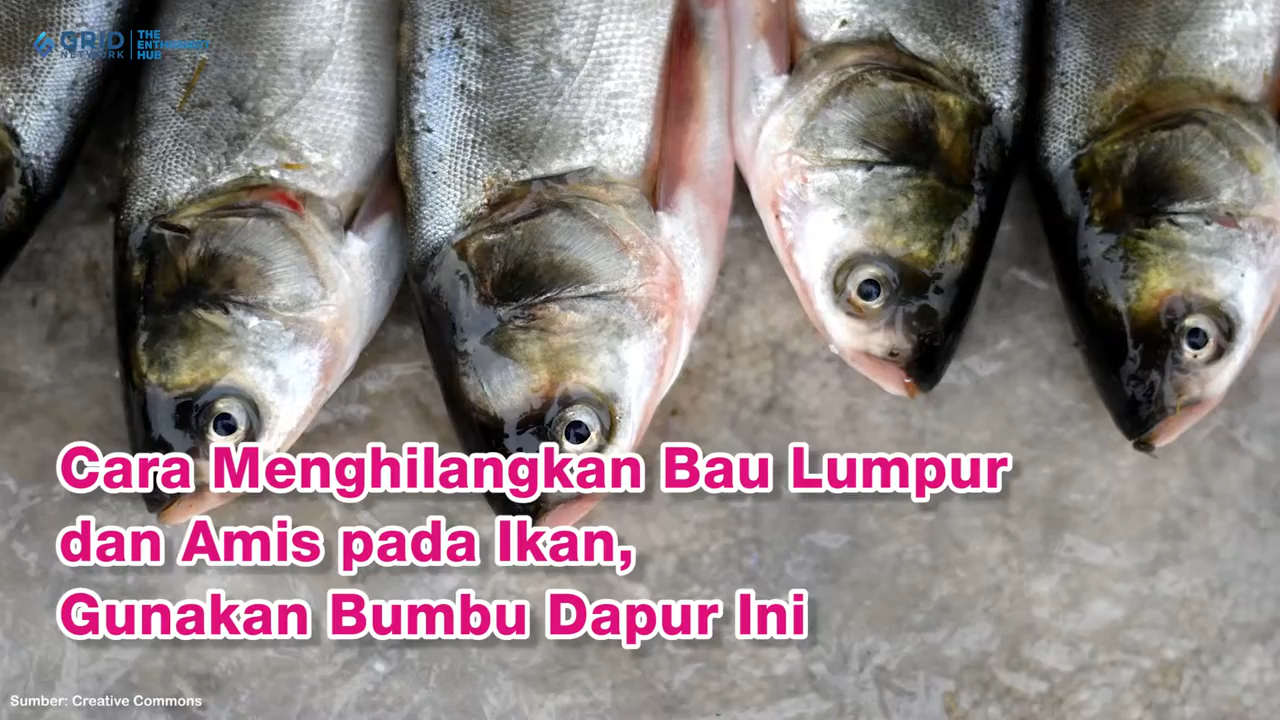 GRID
NETWORK
THE
ENTHUSIAST
HUB
Cara Menghilangkan Bau Lumpur
dan Amis pada Ikan,
Gunakan Bumbu Dapur Ini
Sumber: Creative Commons